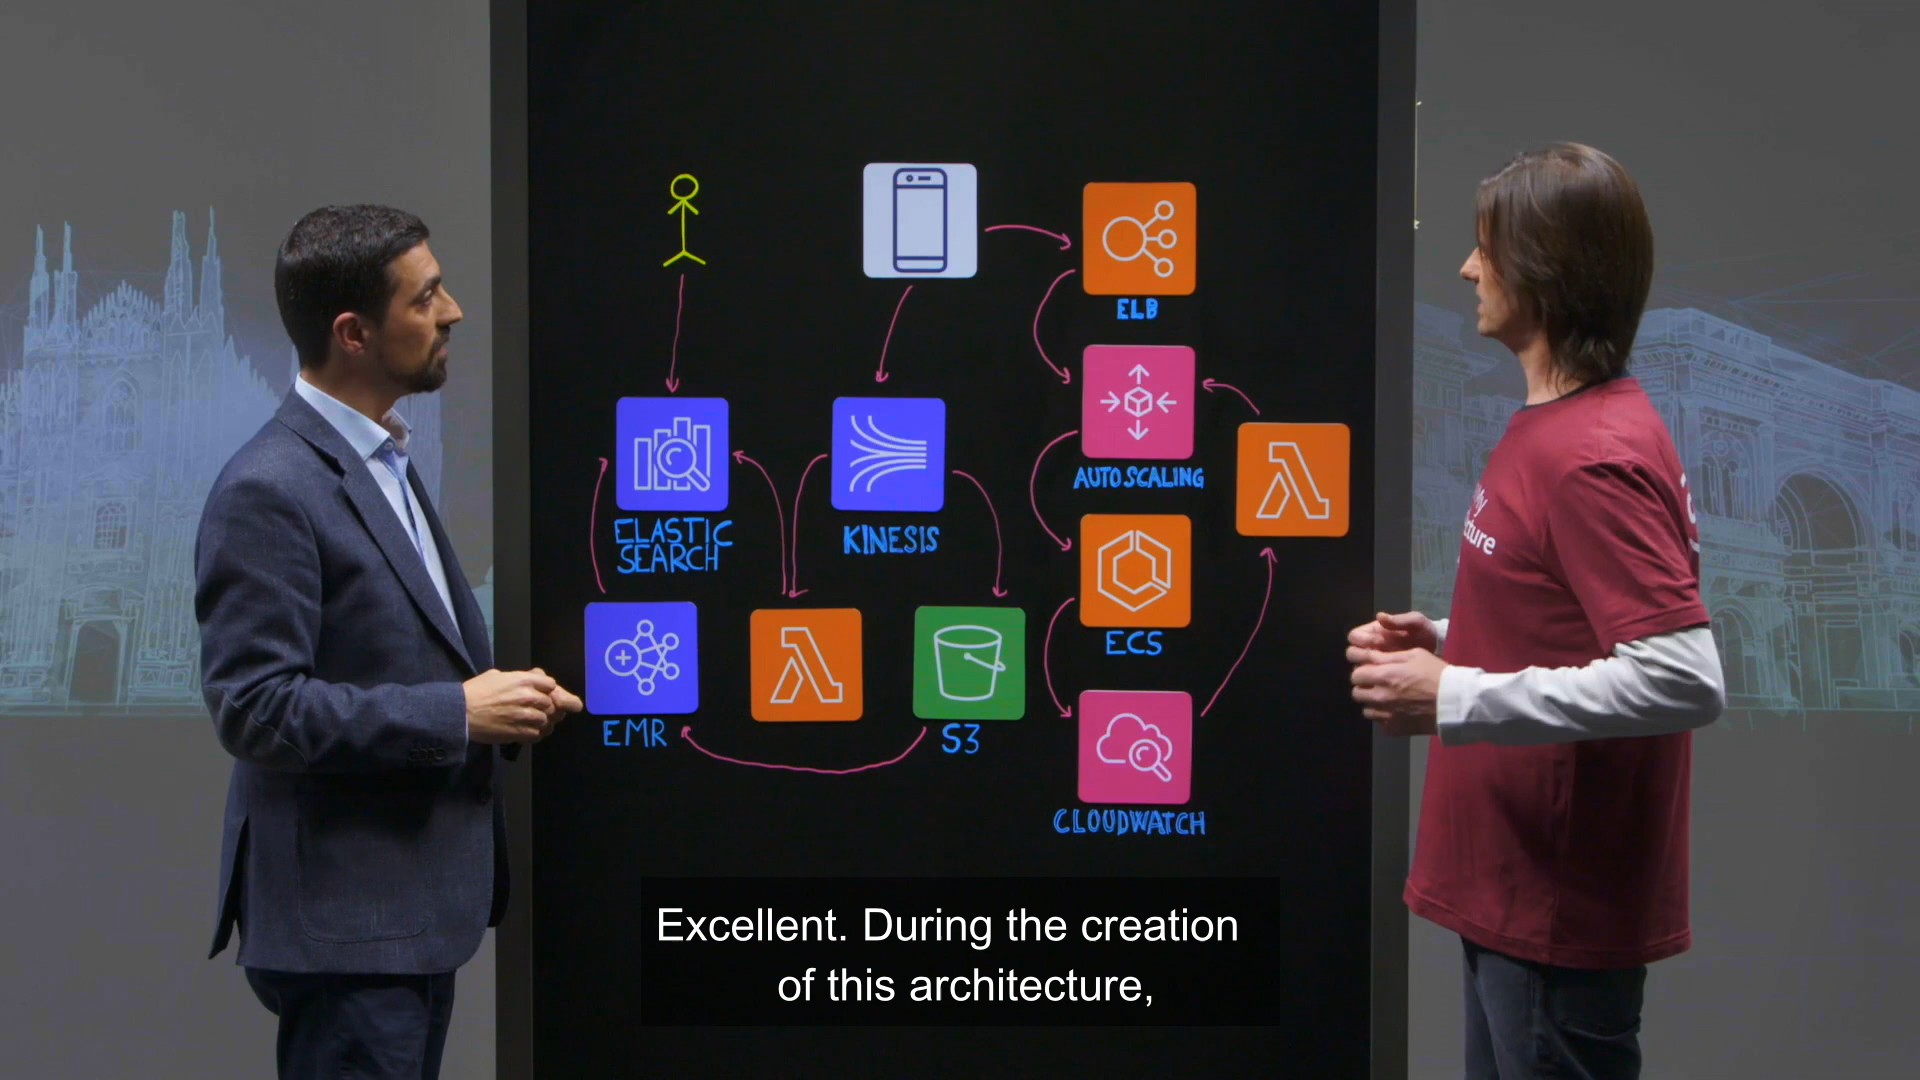 ELB
AUTO SCALING
ELASTIC
SEARCH
KINESIS
ECS
EMR
S3
CLOUDWATCH
Excellent. During the creation
of this architecture,